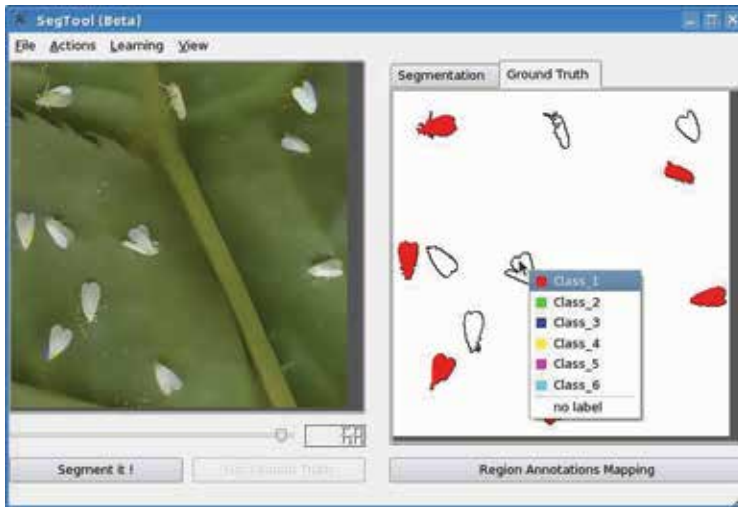 SegTool (Beta)
File Actions Learning View
Segmentation Ground Truth
Class_1
Class_2
Class_3
Class_4
Class_5
Class_6
no label
Segment it !
Region Annotations Mapping